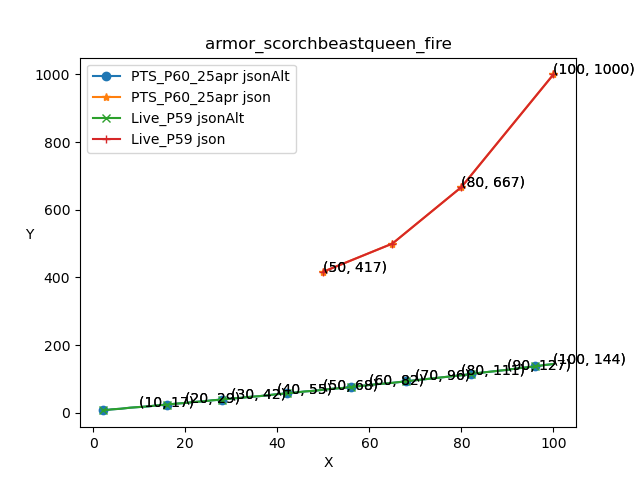 armor_scorchbeastqueen_fire
PTS_P60_25apr jsonAlt
PTS_P60_25apr json
Live_P59 jsonAlt
Live_P59 json
(100, 1000)
(80, 667)
(50, 417)
(10, 17)
(20, 29)
(30, 42)
(40, 55)
(50, 68)
(60, 82)
(70, 96)
(80, 111)
(90, 127)
(100, 144)
Y
1000
800
600
400
200
0
0 20 40 60 80 100
X